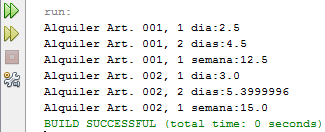 run:
Alquiler Art. 001, 1 dia:2.5
Alquiler Art. 001, 2 dias:4.5
Alquiler Art. 001, 1 semana:12.5
Alquiler Art. 002, 1 dia:3.0
Alquiler Art. 002, 2 dias:5.3999996
Alquiler Art. 002, 1 semana:15.0
BUILD SUCCESSFUL (total time: 0 seconds)